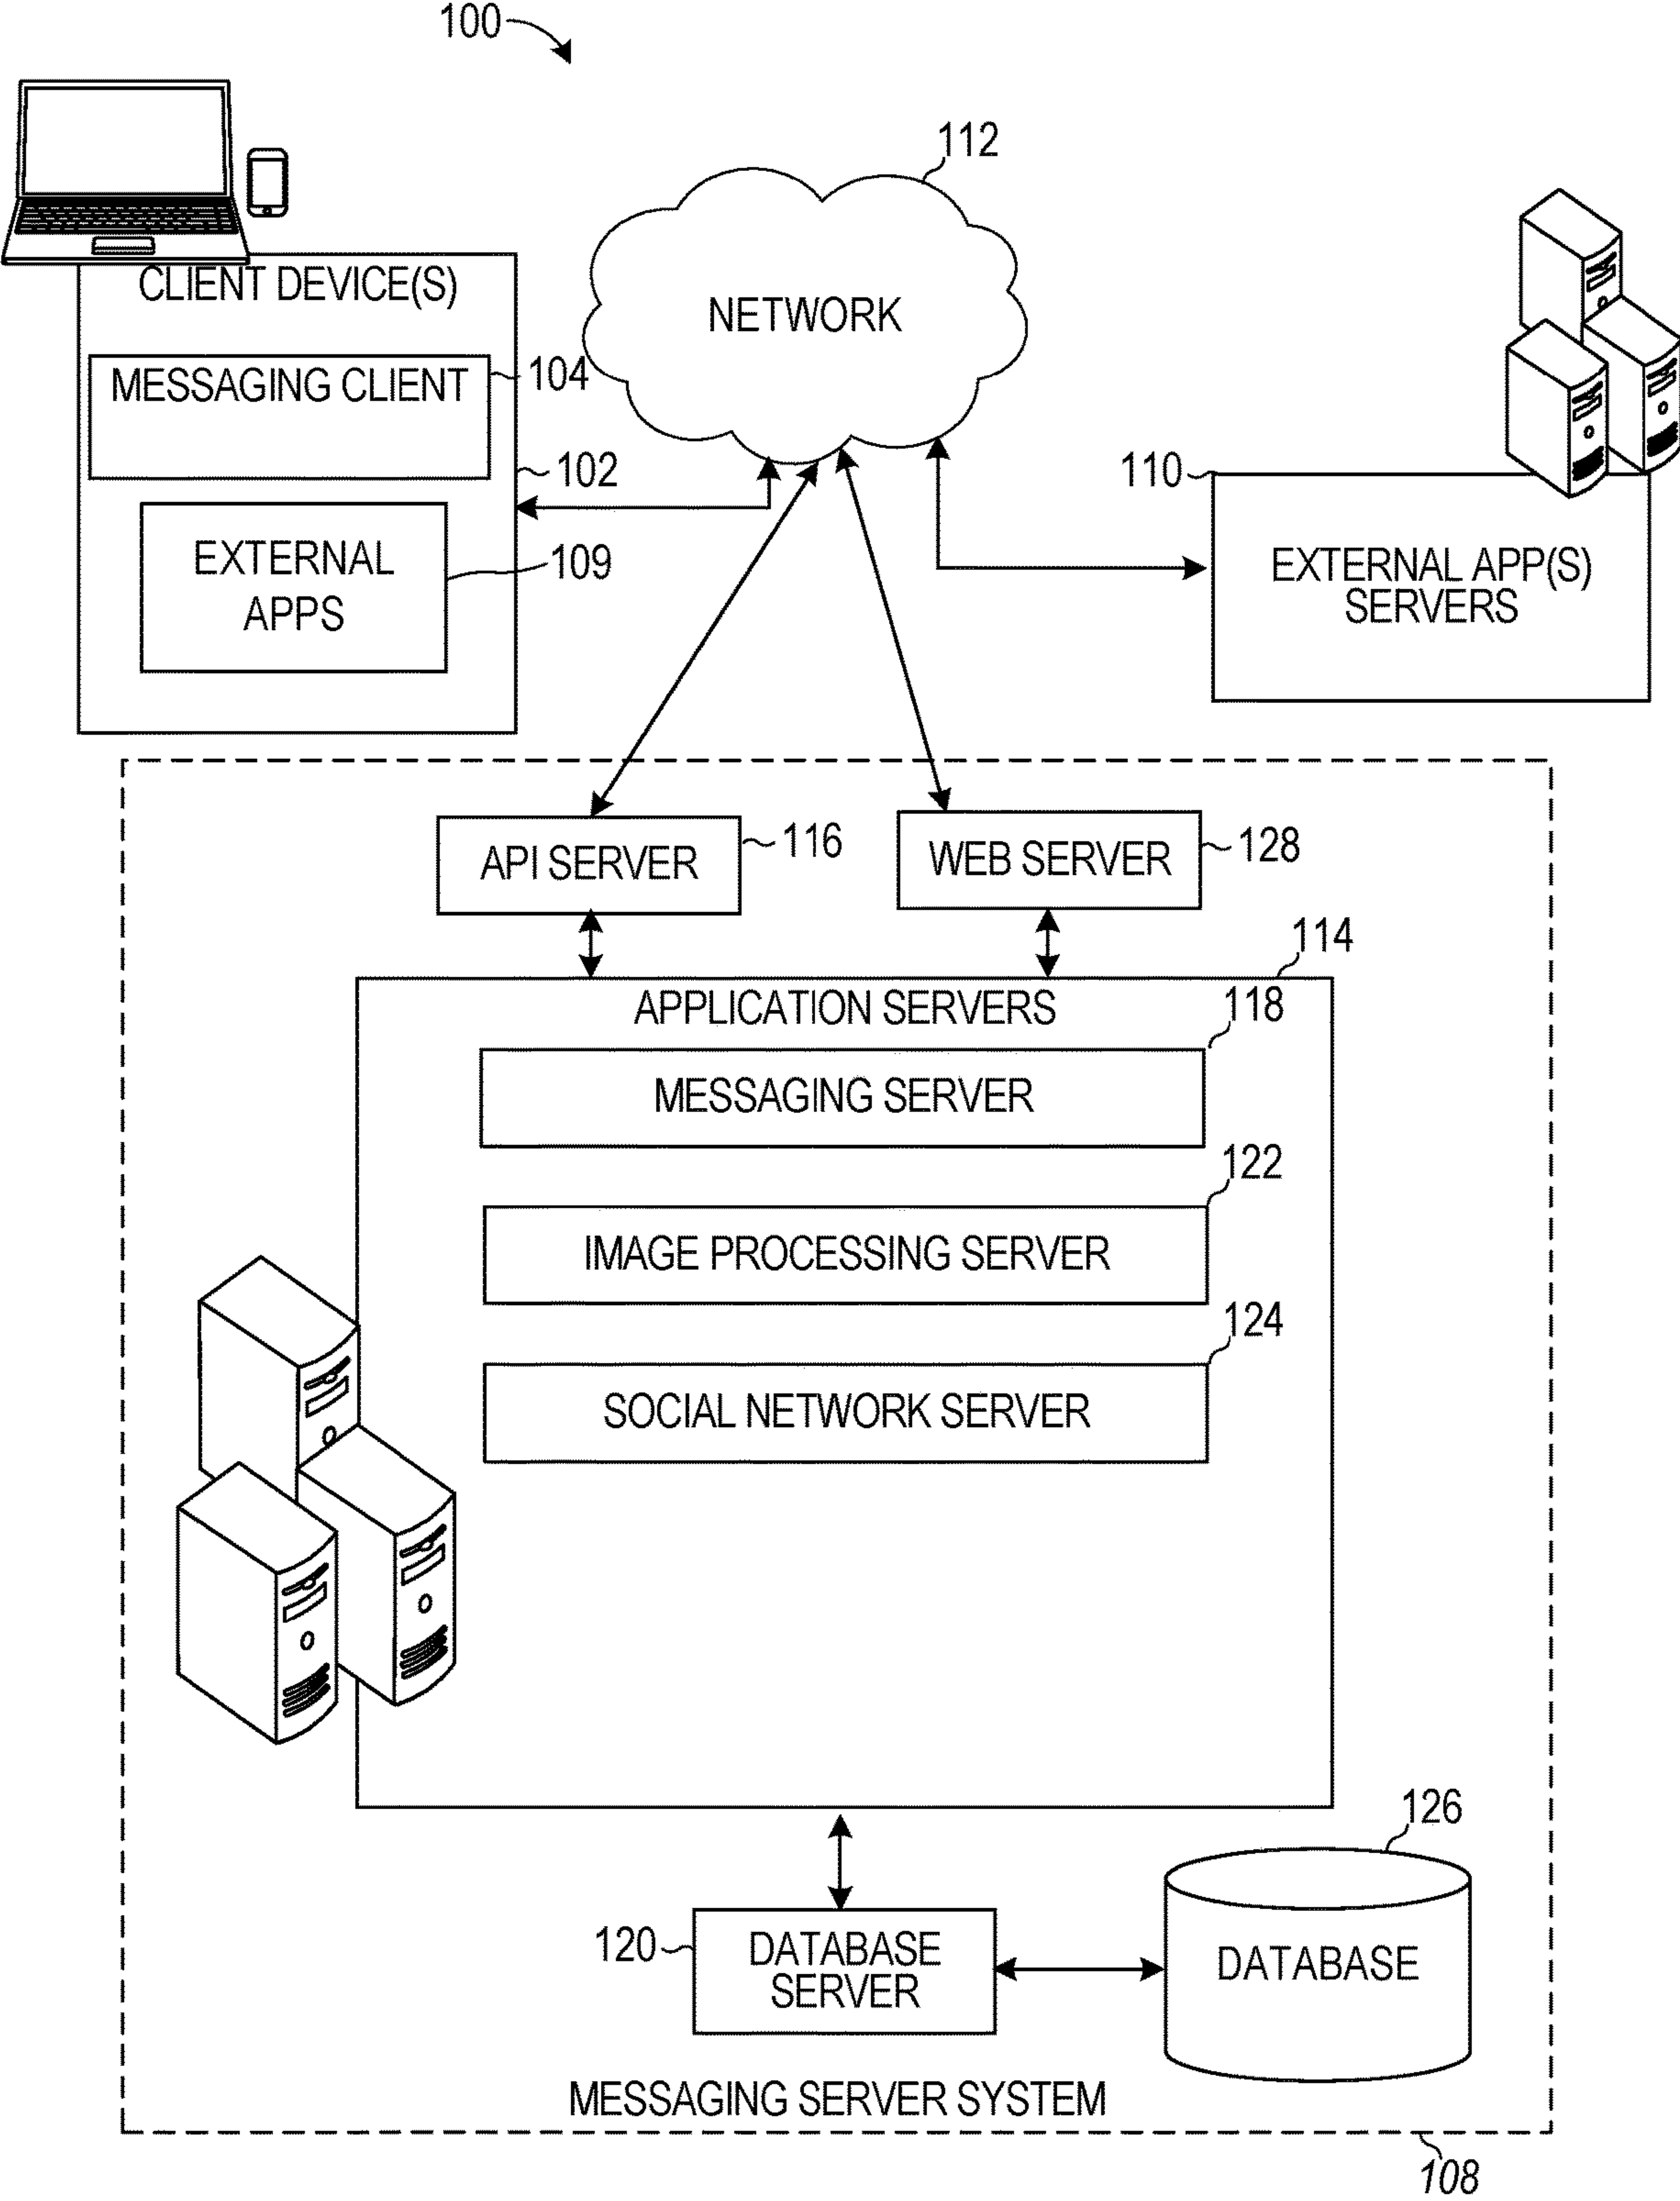 100
112
NETWORK
CLIENT DEVICE(S)
MESSAGING CLIENT
104
102
EXTERNAL
APPS
109
110
EXTERNAL APP(S)
SERVERS
API SERVER
116
WEB SERVER
128
114
APPLICATION SERVERS
118
MESSAGING SERVER
122
IMAGE PROCESSING SERVER
124
SOCIAL NETWORK SERVER
126
120
DATABASE
SERVER
DATABASE
MESSAGING SERVER SYSTEM
108